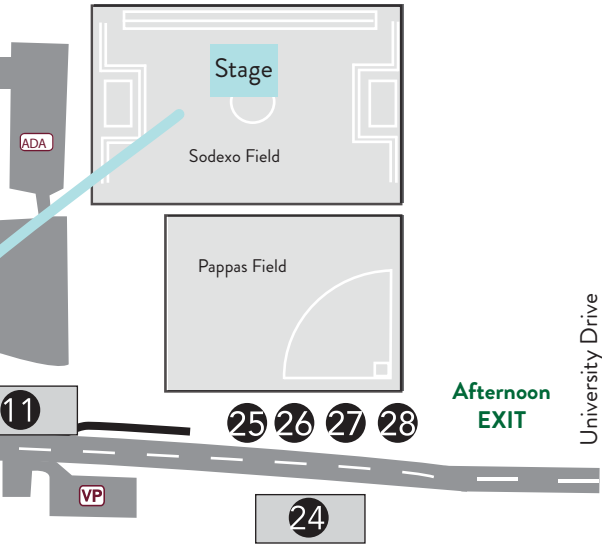 Stage
ADA
Sodexo Field
Pappas Field
University Drive
Afternoon
EXIT
11
25 26 27 28
VP
24